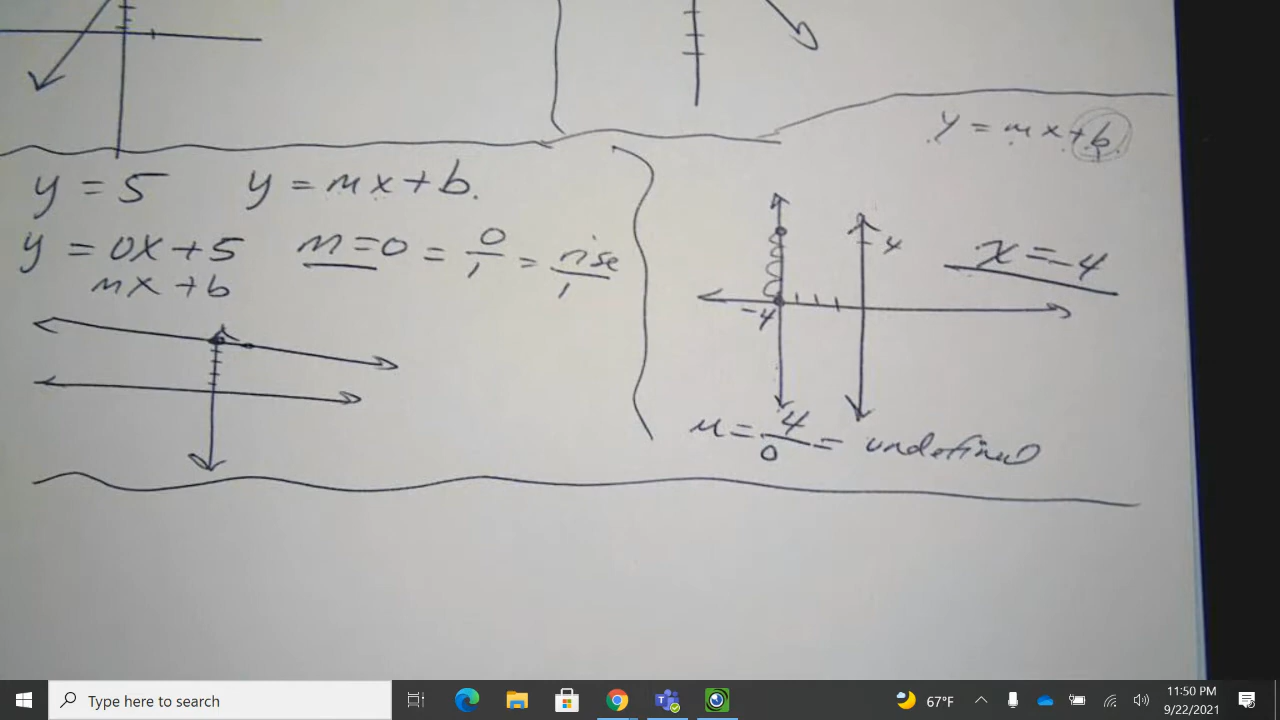 y = mx + b
y = 5 y = mx + b.
y = 0x + 5 m = 0 = 0/1 = rise/1
mx + b
y
x = -4
-4
m = 4/0 = undefined
Type here to search
67°F
11:50 PM
9/22/2021